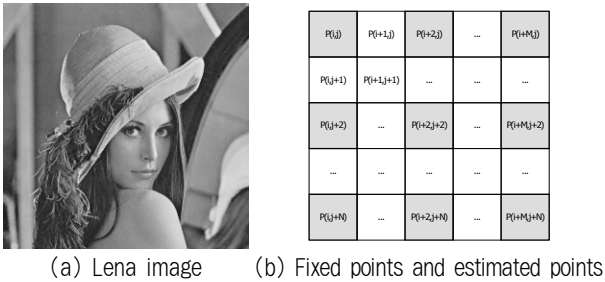 P(i,j) P(i+1,j) P(i+2,j) ... P(i+M,j)
P(i,j+1) P(i+1,j+1) ... ... ...
P(i,j+2) ... P(i+2,j+2) ... P(i+M,j+2)
... ... ... ... ...
P(i,j+N) ... P(i+2,j+N) ... P(i+M,j+N)
(a) Lena image (b) Fixed points and estimated points